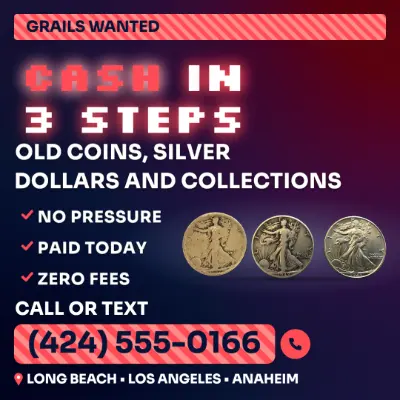 GRAILS WANTED
CASH IN
3 STEPS
OLD COINS, SILVER
DOLLARS AND COLLECTIONS
NO PRESSURE
PAID TODAY
ZERO FEES
CALL OR TEXT
(424) 555-0166
LONG BEACH • LOS ANGELES • ANAHEIM